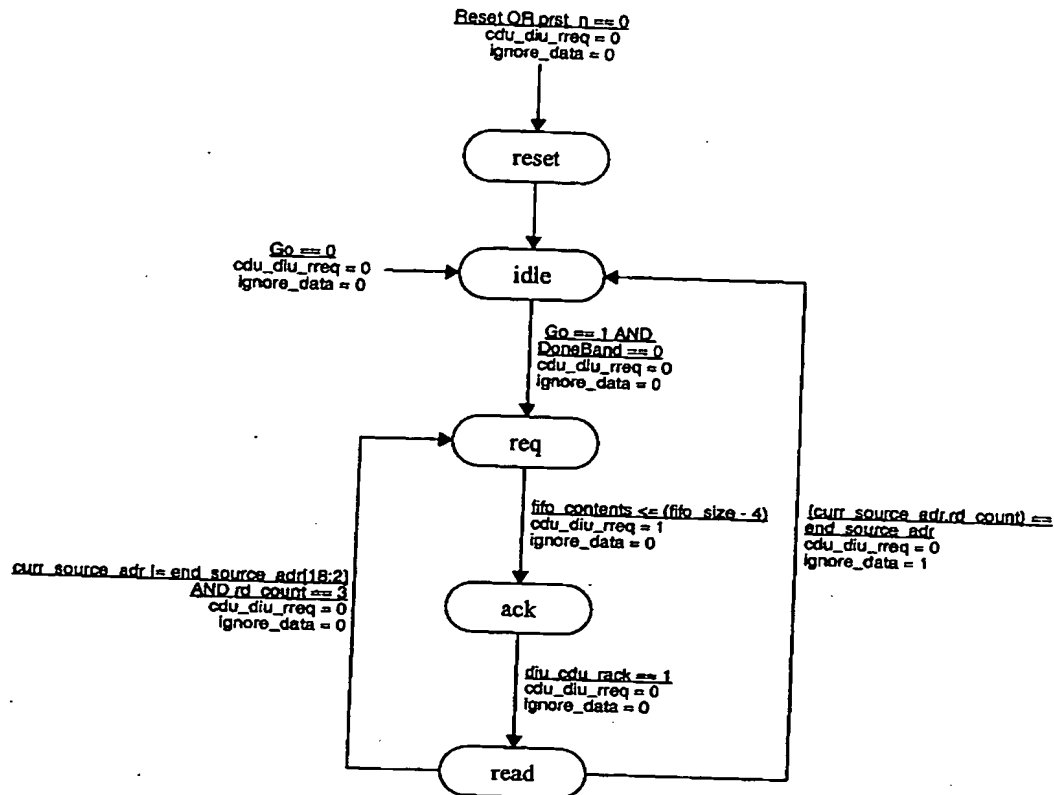 Reset OR prst_n == 0
cdu_diu_rreq = 0
ignore_data = 0
reset
Go == 0
cdu_diu_rreq = 0
ignore_data = 0
idle
Go == 1 AND
DoneBand == 0
cdu_diu_rreq = 0
ignore_data = 0
req
fifo_contents <= (fifo_size - 4)
cdu_diu_rreq = 1
ignore_data = 0
(curr_source_adr,rd_count) ==
end_source_adr
cdu_diu_rreq = 0
ignore_data = 1
curr_source_adr != end_source_adr[18:2]
AND rd_count == 3
cdu_diu_rreq = 0
ignore_data = 0
ack
diu_cdu_rack == 1
cdu_diu_rreq = 0
ignore_data = 0
read